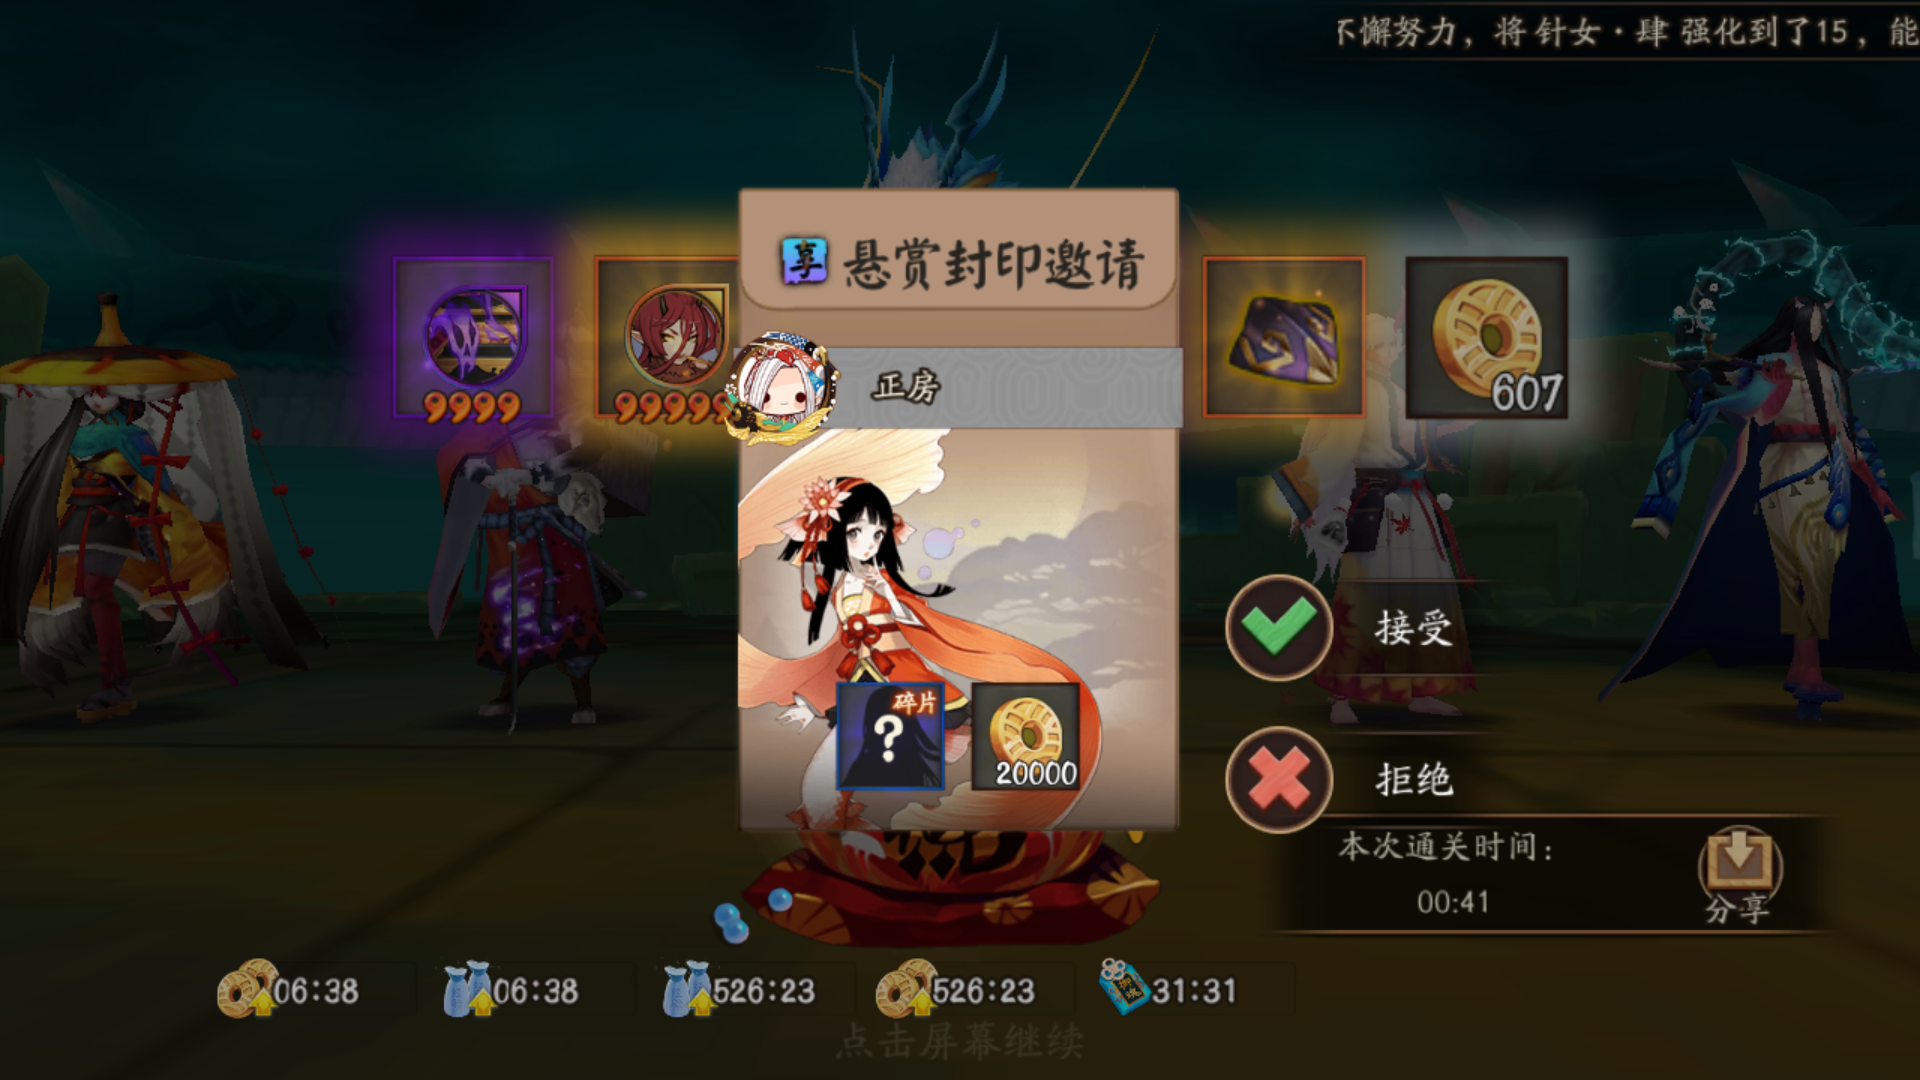 不懈努力，将 针女·肆 强化到了15，能
享 悬赏封印邀请
9999
99999
607
正房
碎片
?
20000
接受
拒绝
本次通关时间：
00:41
分享
06:38
06:38
526:23
526:23
31:31
点击屏幕继续